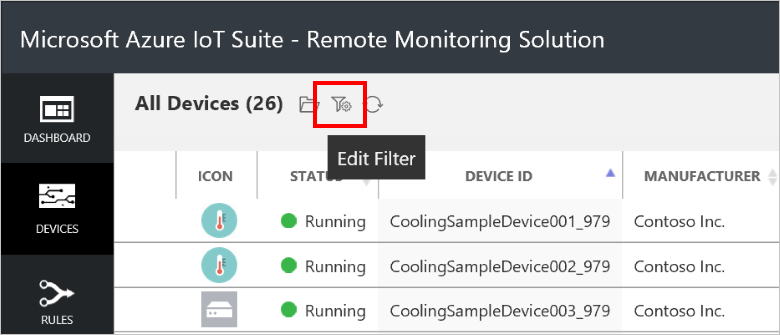 Microsoft Azure IoT Suite - Remote Monitoring Solution
DASHBOARD
DEVICES
RULES
All Devices (26)
Edit Filter
ICON STATUS DEVICE ID MANUFACTURER
Running CoolingSampleDevice001_979 Contoso Inc.
Running CoolingSampleDevice002_979 Contoso Inc.
Running CoolingSampleDevice003_979 Contoso Inc.